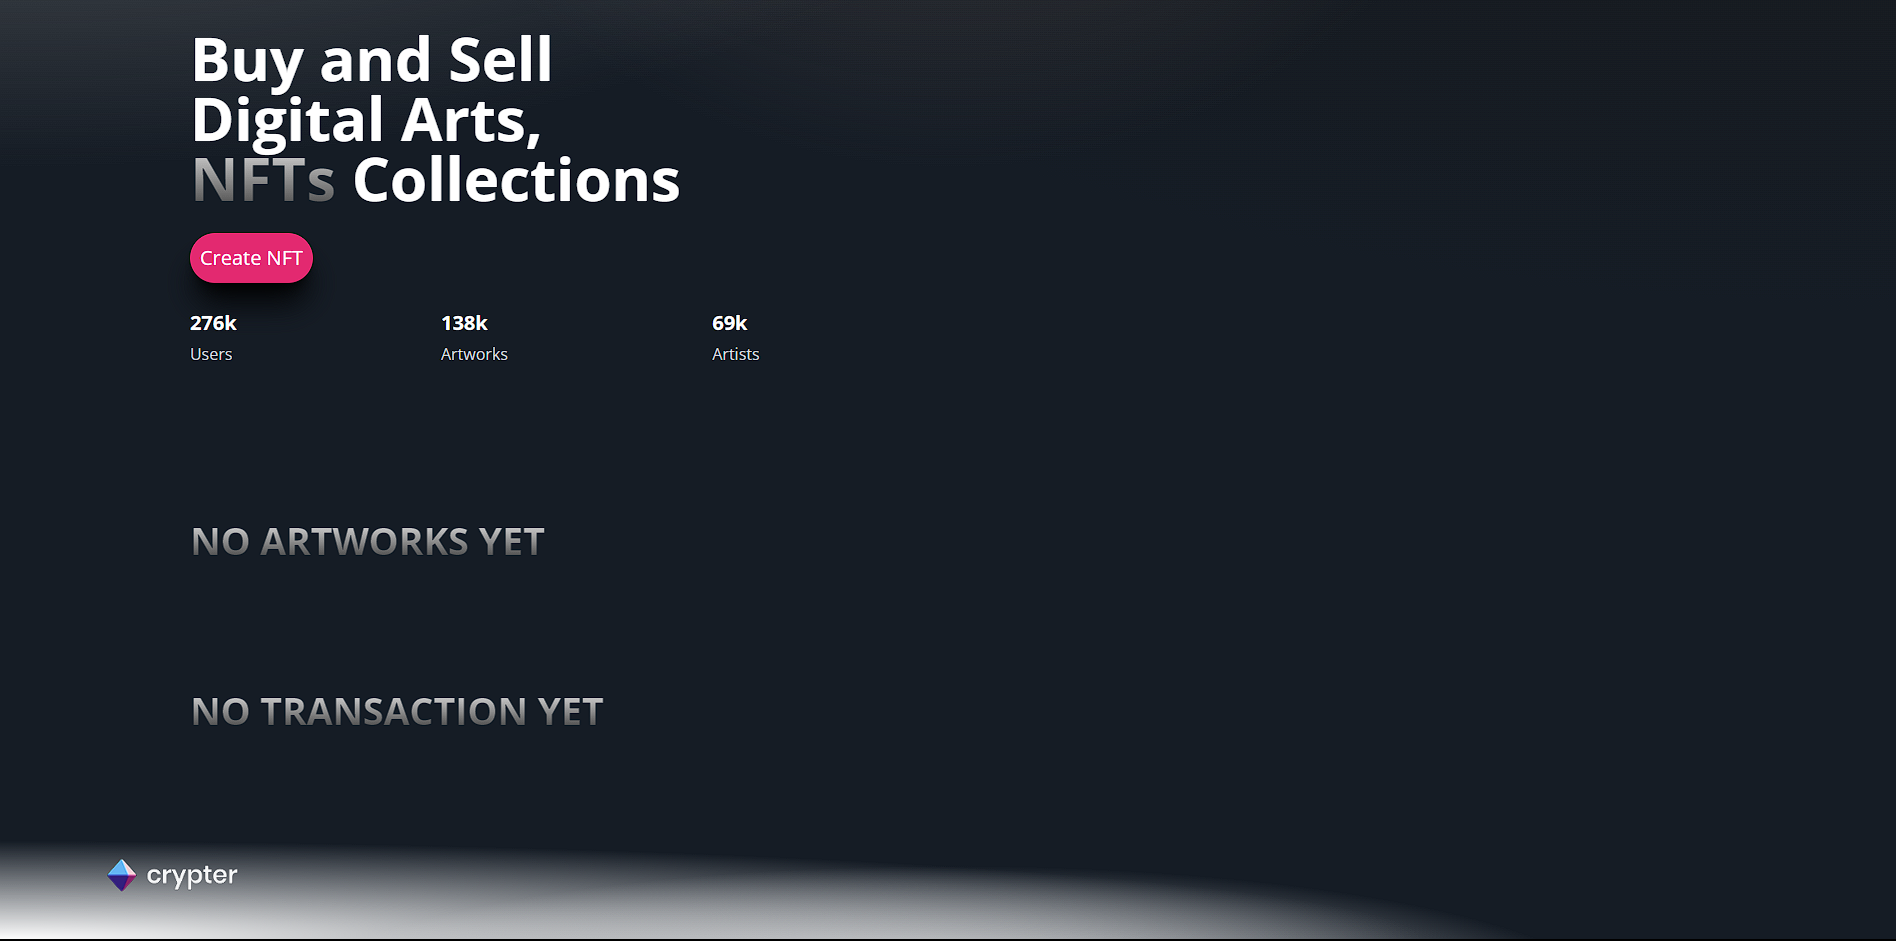 Buy and Sell
Digital Arts,
NFTs Collections
Create NFT
276k
Users
138k
Artworks
69k
Artists
NO ARTWORKS YET
NO TRANSACTION YET
crypter